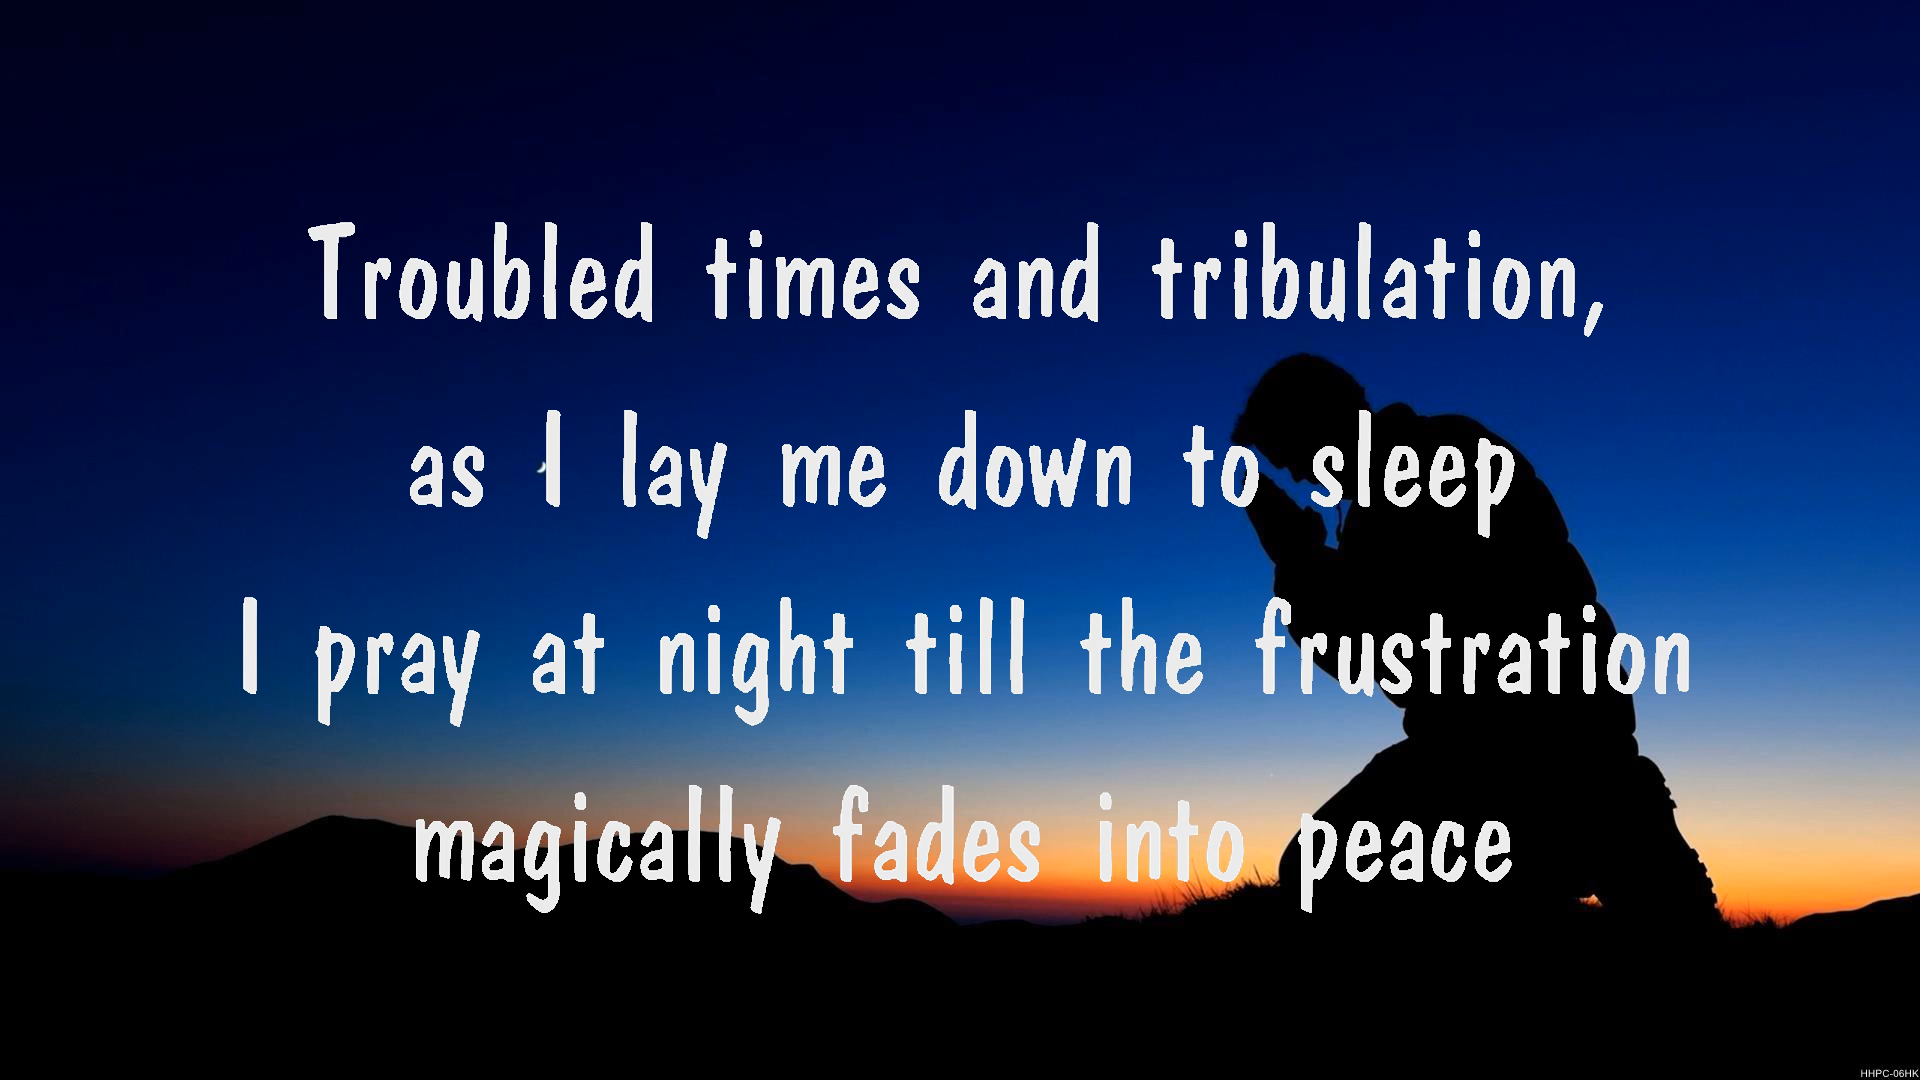 Troubled times and tribulation,
as I lay me down to sleep
I pray at night till the frustration
magically fades into peace
HHPC-06HK